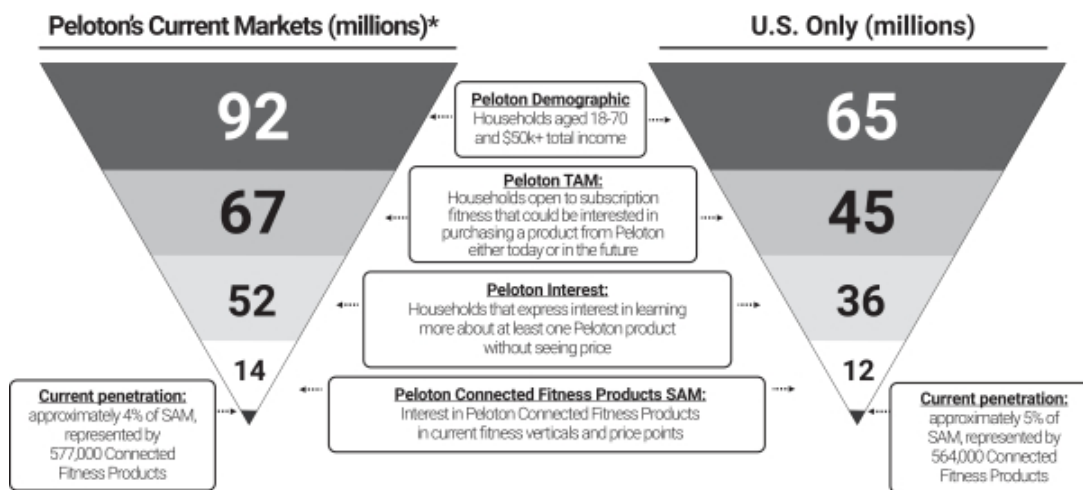 Peloton's Current Markets (millions)*
U.S. Only (millions)
92
Peloton Demographic
Households aged 18-70
and $50k+ total income
65
67
Peloton TAM:
Households open to subscription
fitness that could be interested in
purchasing a product from Peloton
either today or in the future
45
52
Peloton Interest:
Households that express interest in learning
more about at least one Peloton product
without seeing price
36
14
Peloton Connected Fitness Products SAM:
Interest in Peloton Connected Fitness Products
in current fitness verticals and price points
12
Current penetration:
approximately 4% of SAM,
represented by
577,000 Connected
Fitness Products
Current penetration:
approximately 5% of
SAM, represented by
564,000 Connected
Fitness Products